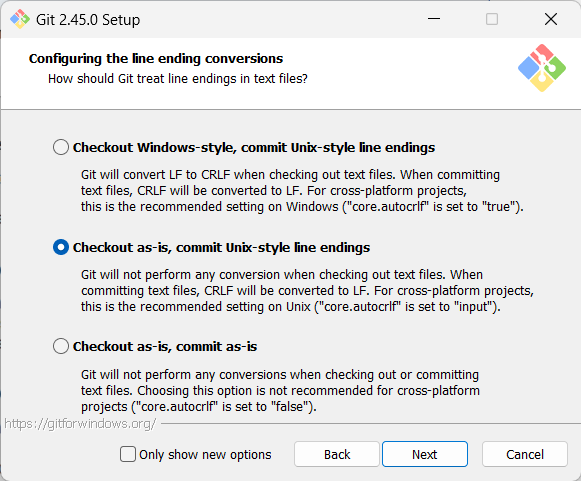 Git 2.45.0 Setup
Configuring the line ending conversions
How should Git treat line endings in text files?
Checkout Windows-style, commit Unix-style line endings
Git will convert LF to CRLF when checking out text files. When committing
text files, CRLF will be converted to LF. For cross-platform projects,
this is the recommended setting on Windows ("core.autocrlf" is set to "true").
Checkout as-is, commit Unix-style line endings
Git will not perform any conversion when checking out text files. When
committing text files, CRLF will be converted to LF. For cross-platform projects,
this is the recommended setting on Unix ("core.autocrlf" is set to "input").
Checkout as-is, commit as-is
Git will not perform any conversions when checking out or committing
text files. Choosing this option is not recommended for cross-platform
projects ("core.autocrlf" is set to "false").
https://gitforwindows.org/
Only show new options Back Next Cancel